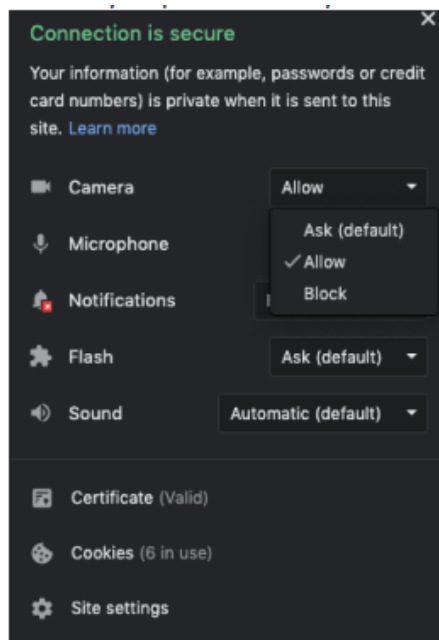 Connection is secure
Your information (for example, passwords or credit
card numbers) is private when it is sent to this
site. Learn more
Camera Allow
Ask (default)
Microphone
Allow
Notifications
Block
Flash Ask (default)
Sound Automatic (default)
Certificate (Valid)
Cookies (6 in use)
Site settings